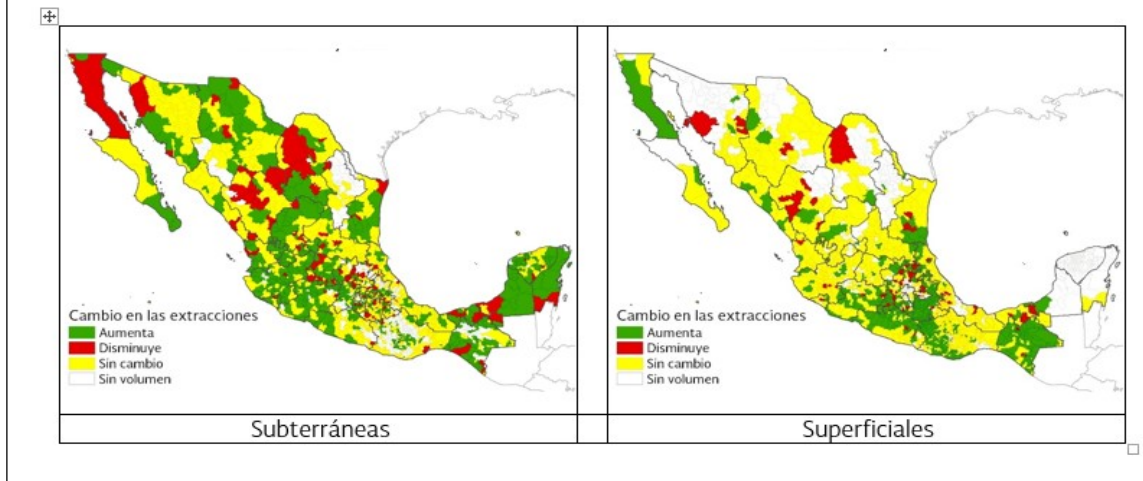 Cambio en las extracciones
Aumenta
Disminuye
Sin cambio
Sin volumen
Cambio en las extracciones
Aumenta
Disminuye
Sin cambio
Sin volumen
Subterráneas
Superficiales